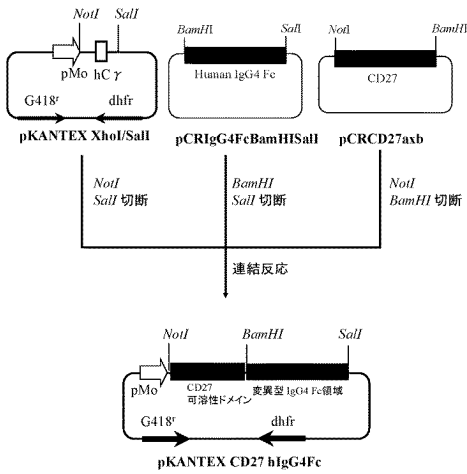 NotI SalI
pMo hCγ
G418r dhfr
pKANTEX XhoI/SalI
BamHI SalI
Human IgG4 Fc
pCRIgG4FcBamHISalI
NotI BamHI
CD27
pCRCD27axb
NotI
SalI 切断
BamHI
SalI 切断
NotI
BamHI 切断
連結反応
NotI BamHI SalI
pMo
CD27
可溶性ドメイン
変異型 IgG4 Fc領域
G418r dhfr
pKANTEX CD27 hIgG4Fc